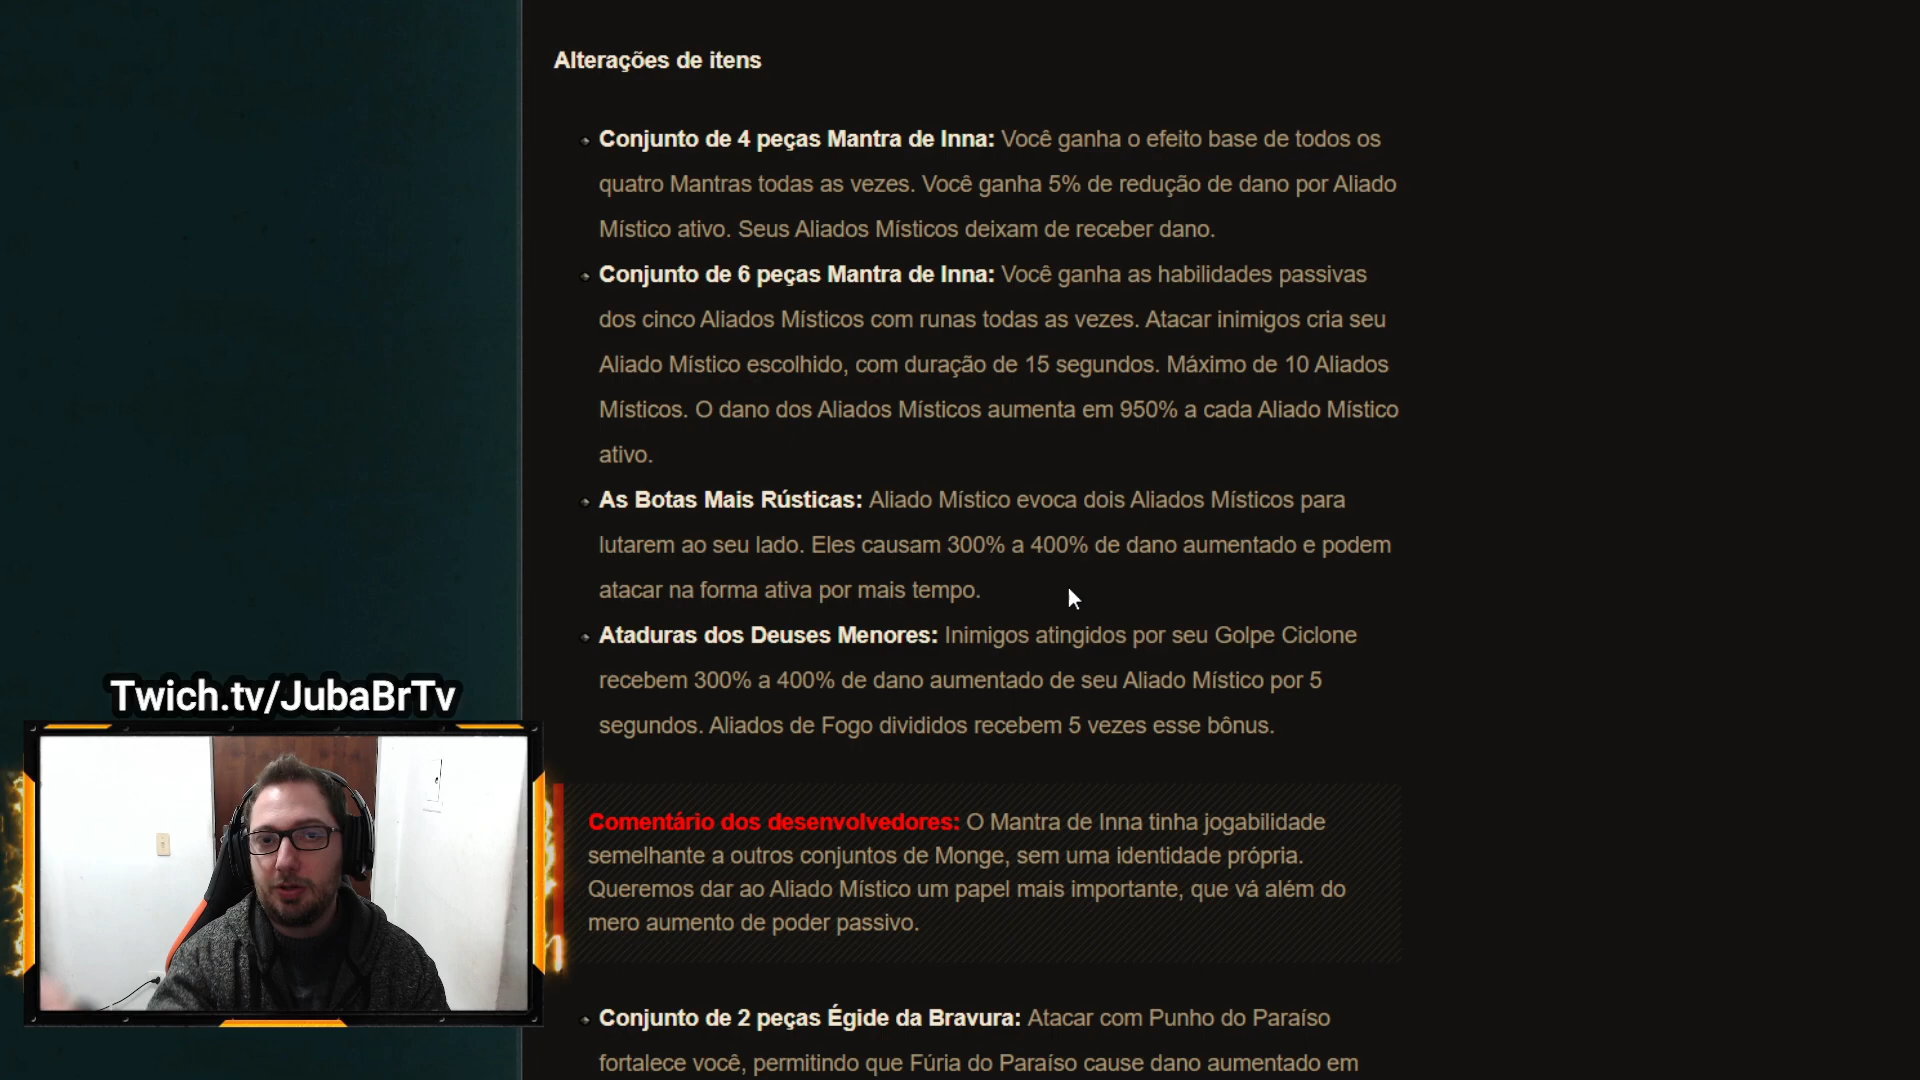 Alterações de itens
Conjunto de 4 peças Mantra de Inna: Você ganha o efeito base de todos os
quatro Mantras todas as vezes. Você ganha 5% de redução de dano por Aliado
Místico ativo. Seus Aliados Místicos deixam de receber dano.
Conjunto de 6 peças Mantra de Inna: Você ganha as habilidades passivas
dos cinco Aliados Místicos com runas todas as vezes. Atacar inimigos cria seu
Aliado Místico escolhido, com duração de 15 segundos. Máximo de 10 Aliados
Místicos. O dano dos Aliados Místicos aumenta em 950% a cada Aliado Místico
ativo.
As Botas Mais Rústicas: Aliado Místico evoca dois Aliados Místicos para
lutarem ao seu lado. Eles causam 300% a 400% de dano aumentado e podem
atacar na forma ativa por mais tempo.
Ataduras dos Deuses Menores: Inimigos atingidos por seu Golpe Ciclone
recebem 300% a 400% de dano aumentado de seu Aliado Místico por 5
segundos. Aliados de Fogo divididos recebem 5 vezes esse bônus.
Twich.tv/JubaBrTv
Comentário dos desenvolvedores: O Mantra de Inna tinha jogabilidade
semelhante a outros conjuntos de Monge, sem uma identidade própria.
Queremos dar ao Aliado Místico um papel mais importante, que vá além do
mero aumento de poder passivo.
Conjunto de 2 peças Égide da Bravura: Atacar com Punho do Paraíso
fortalece você, permitindo que Fúria do Paraíso cause dano aumentado em